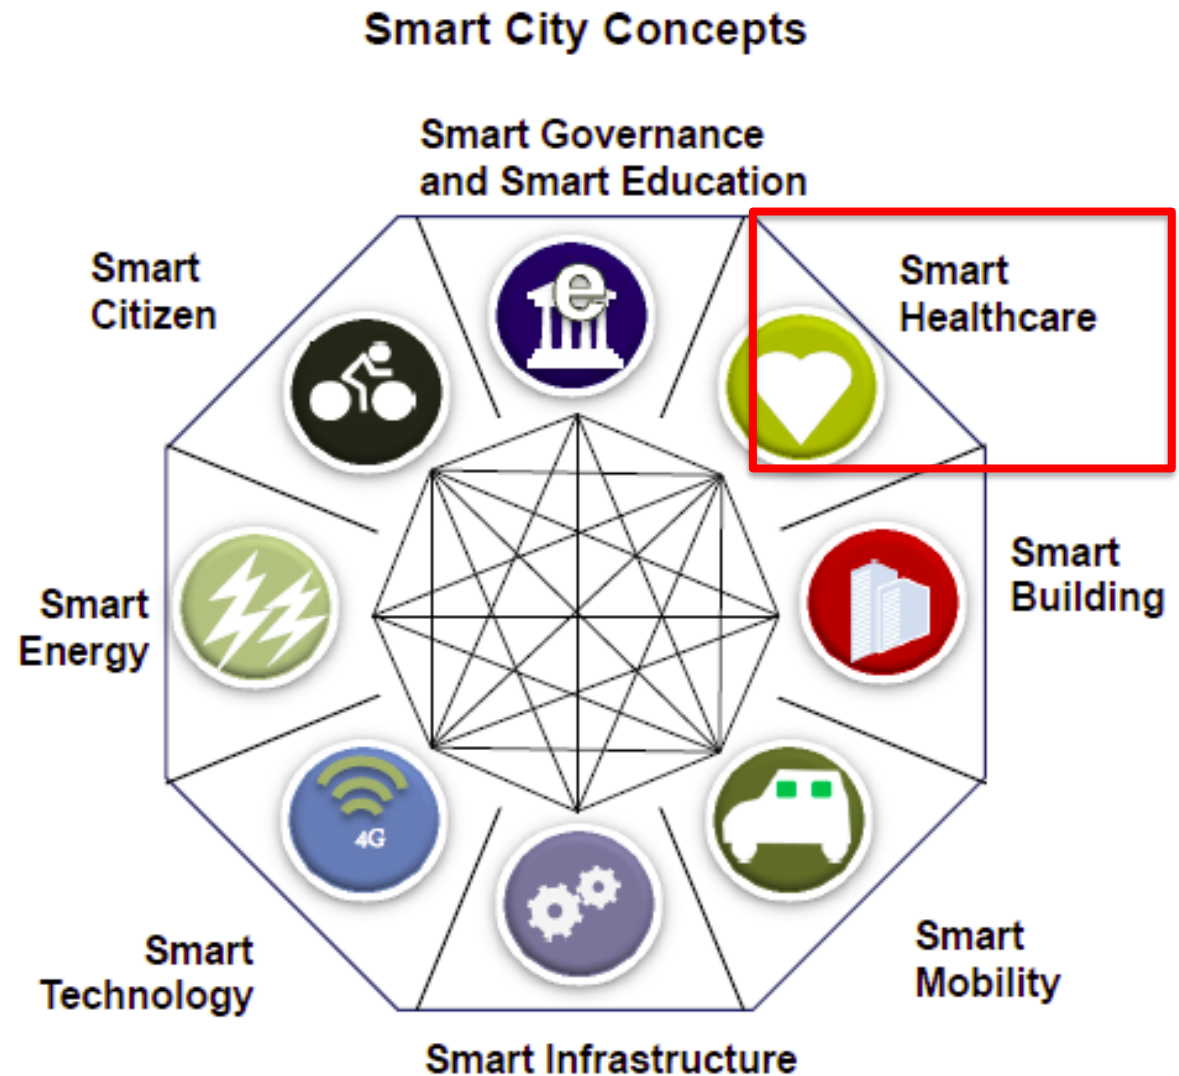 Smart City Concepts
Smart Governance
and Smart Education
Smart
Citizen
e
Smart
Healthcare
Smart
Energy
Smart
Building
4G
Smart
Technology
Smart
Mobility
Smart Infrastructure